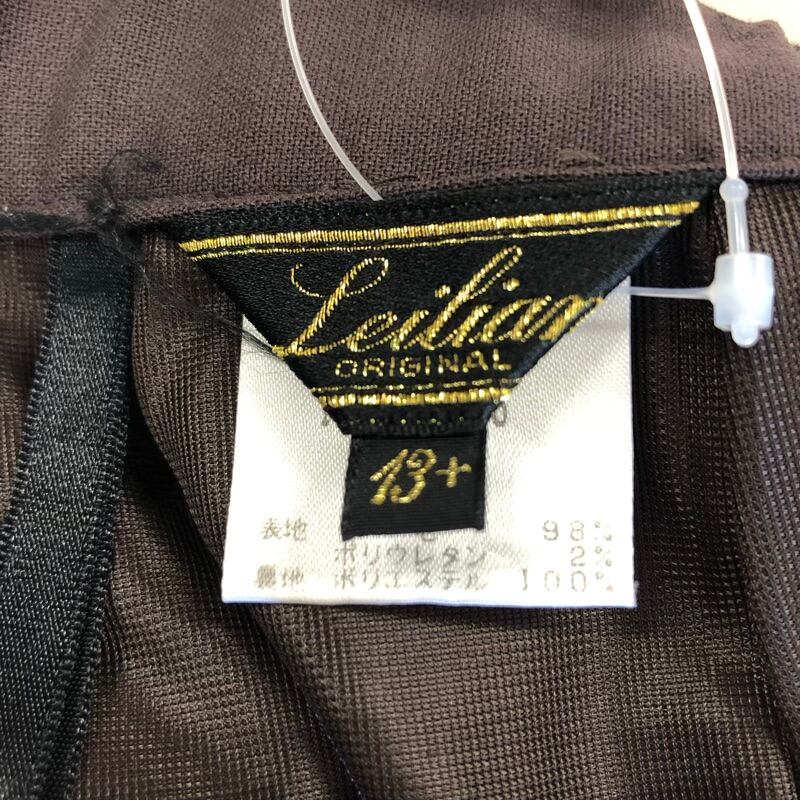 Leilian
ORIGINAL
13+
表地 98%
ポリウレタン 2%
裏地 ポリエステル 100%